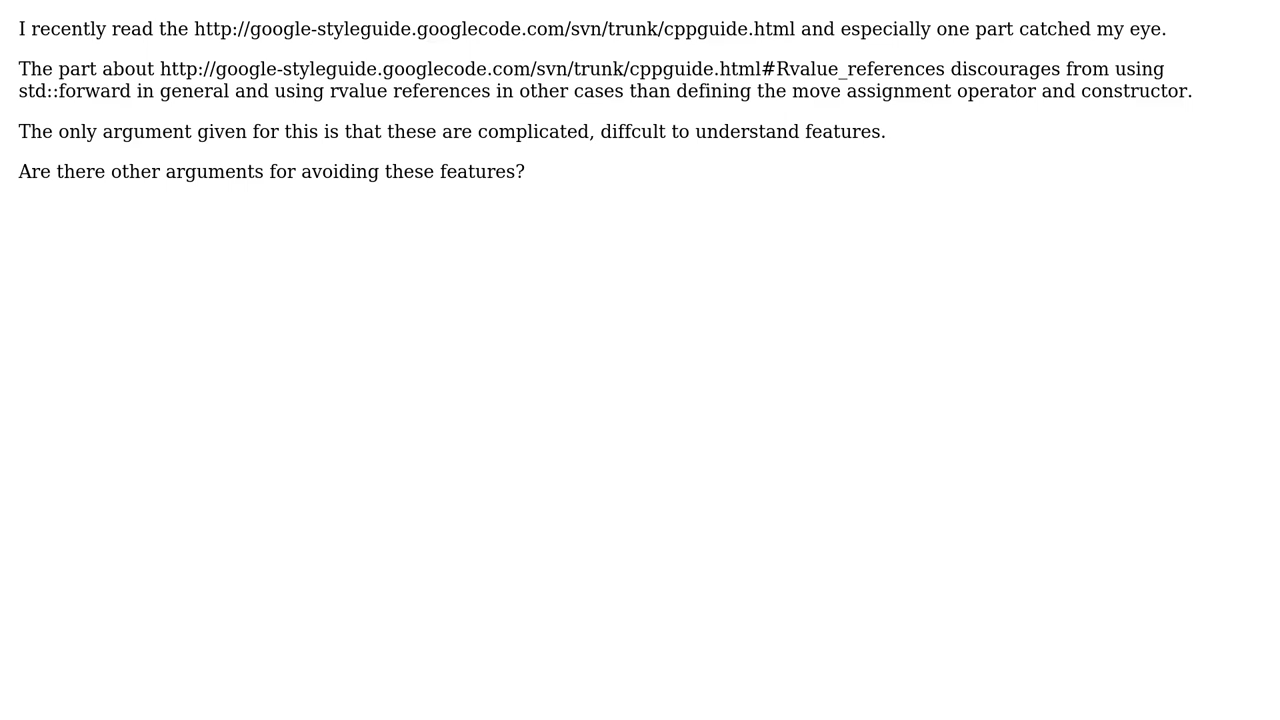 I recently read the http://google-styleguide.googlecode.com/svn/trunk/cppguide.html and especially one part catched my eye.
The part about http://google-styleguide.googlecode.com/svn/trunk/cppguide.html#Rvalue_references discourages from using
std::forward in general and using rvalue references in other cases than defining the move assignment operator and constructor.
The only argument given for this is that these are complicated, diffcult to understand features.
Are there other arguments for avoiding these features?